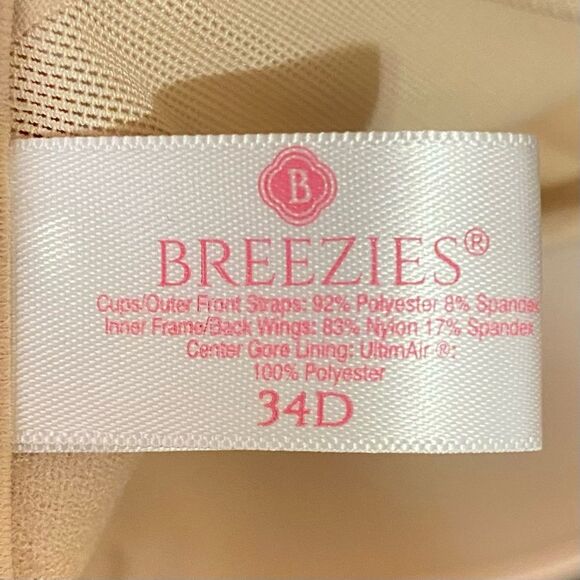 B
BREEZIES®
Cups/Outer Front Straps: 92% Polyester 8% Spandex
Inner Frame/Back Wings: 83% Nylon 17% Spandex
Center Gore Lining: UltimAir ®:
100% Polyester
34D